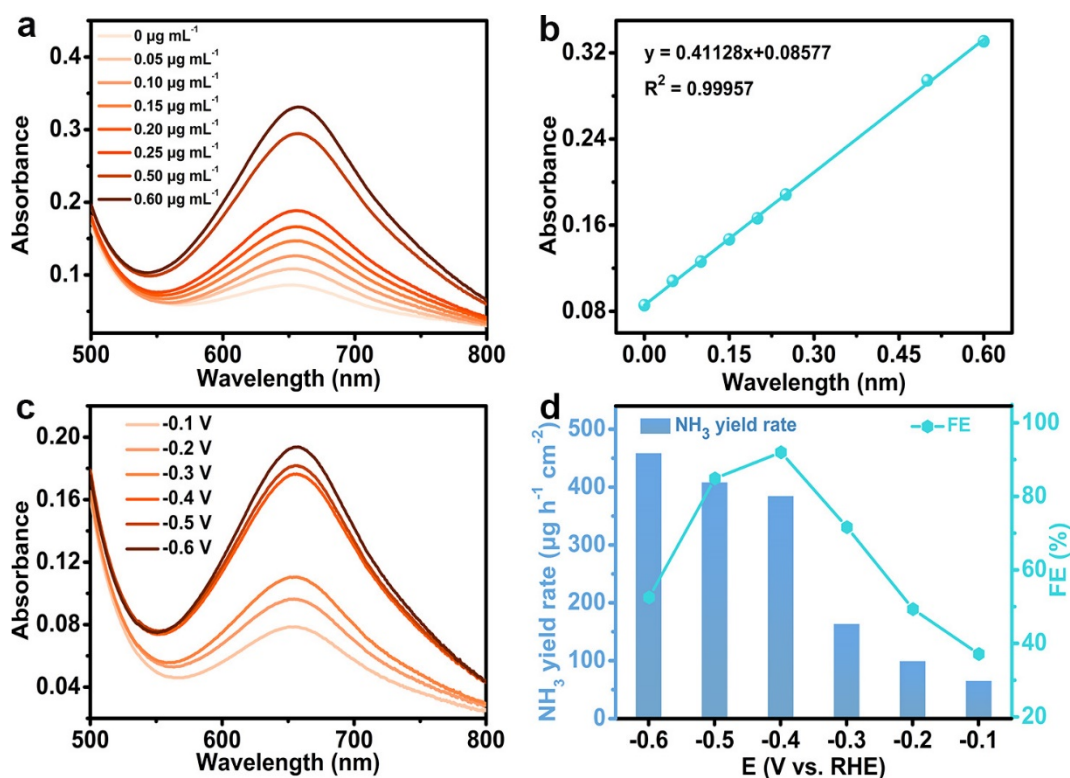 a
0 µg mL⁻¹
0.05 µg mL⁻¹
0.10 µg mL⁻¹
0.15 µg mL⁻¹
0.20 µg mL⁻¹
0.25 µg mL⁻¹
0.50 µg mL⁻¹
0.60 µg mL⁻¹
Absorbance
0.4
0.3
0.2
0.1
500 600 700 800
Wavelength (nm)
b
y = 0.41128x+0.08577
R² = 0.99957
Absorbance
0.32
0.24
0.16
0.08
0.00 0.15 0.30 0.45 0.60
Wavelength (nm)
c
-0.1 V
-0.2 V
-0.3 V
-0.4 V
-0.5 V
-0.6 V
Absorbance
0.20
0.16
0.12
0.08
0.04
500 600 700 800
Wavelength (nm)
d
NH₃ yield rate
FE
NH₃ yield rate (µg h⁻¹ cm⁻²)
500
400
300
200
100
0
FE (%)
100
80
60
40
20
-0.6 -0.5 -0.4 -0.3 -0.2 -0.1
E (V vs. RHE)